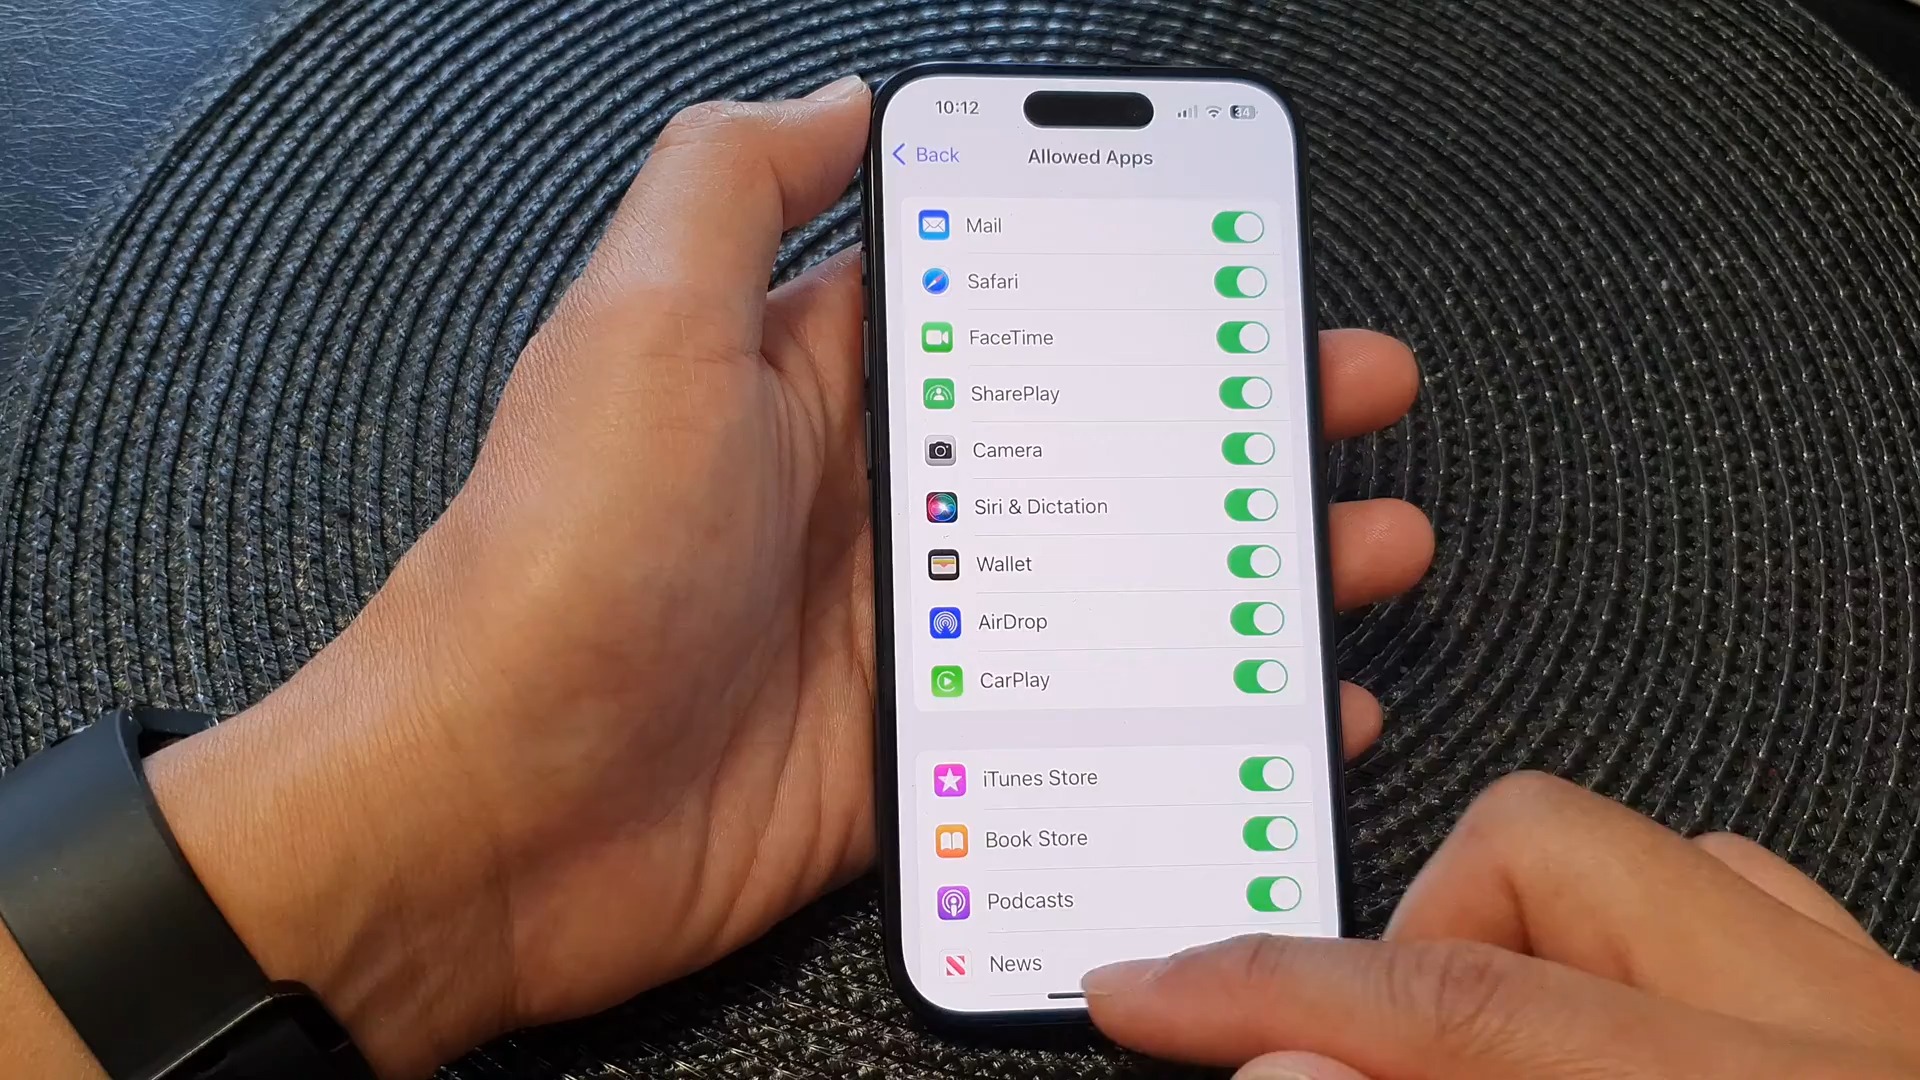 10:12
34
Back
Allowed Apps
Mail
Safari
FaceTime
SharePlay
Camera
Siri & Dictation
Wallet
AirDrop
CarPlay
iTunes Store
Book Store
Podcasts
News